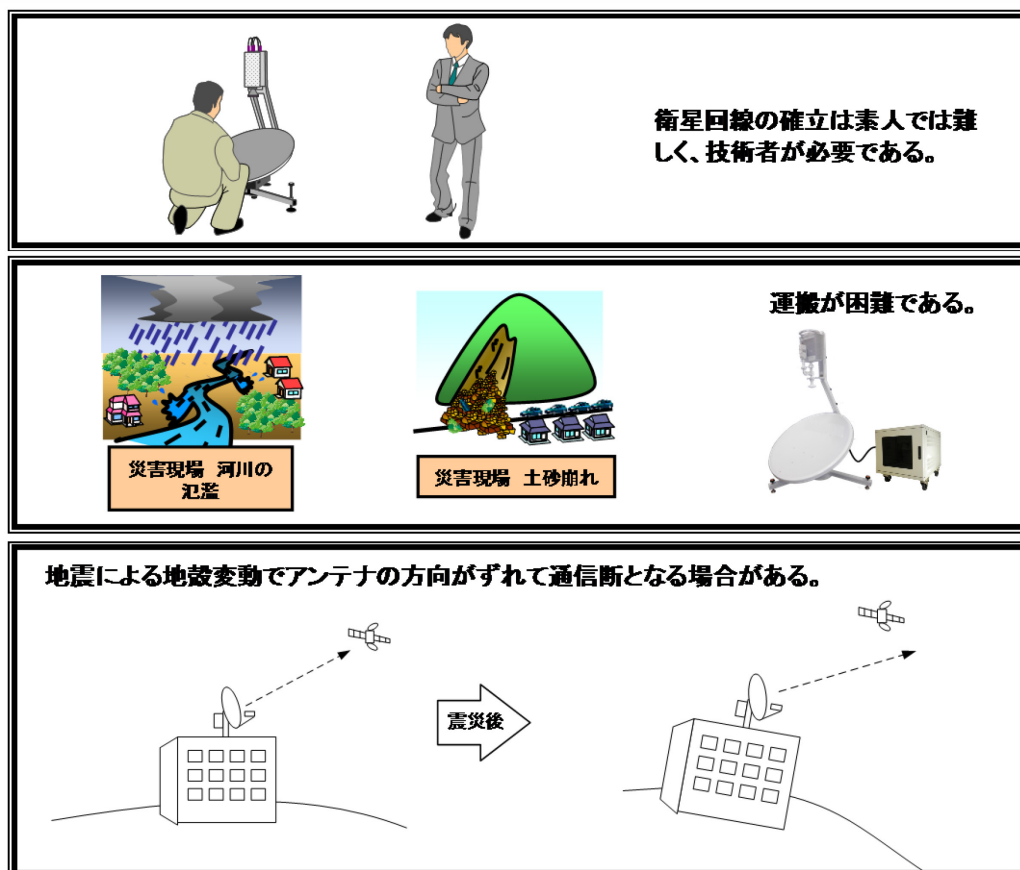 衛星回線の確立は素人では難
しく、技術者が必要である。
運搬が困難である。
災害現場 河川の
氾濫
災害現場 土砂崩れ
地震による地殻変動でアンテナの方向がずれて通信断となる場合がある。
震災後